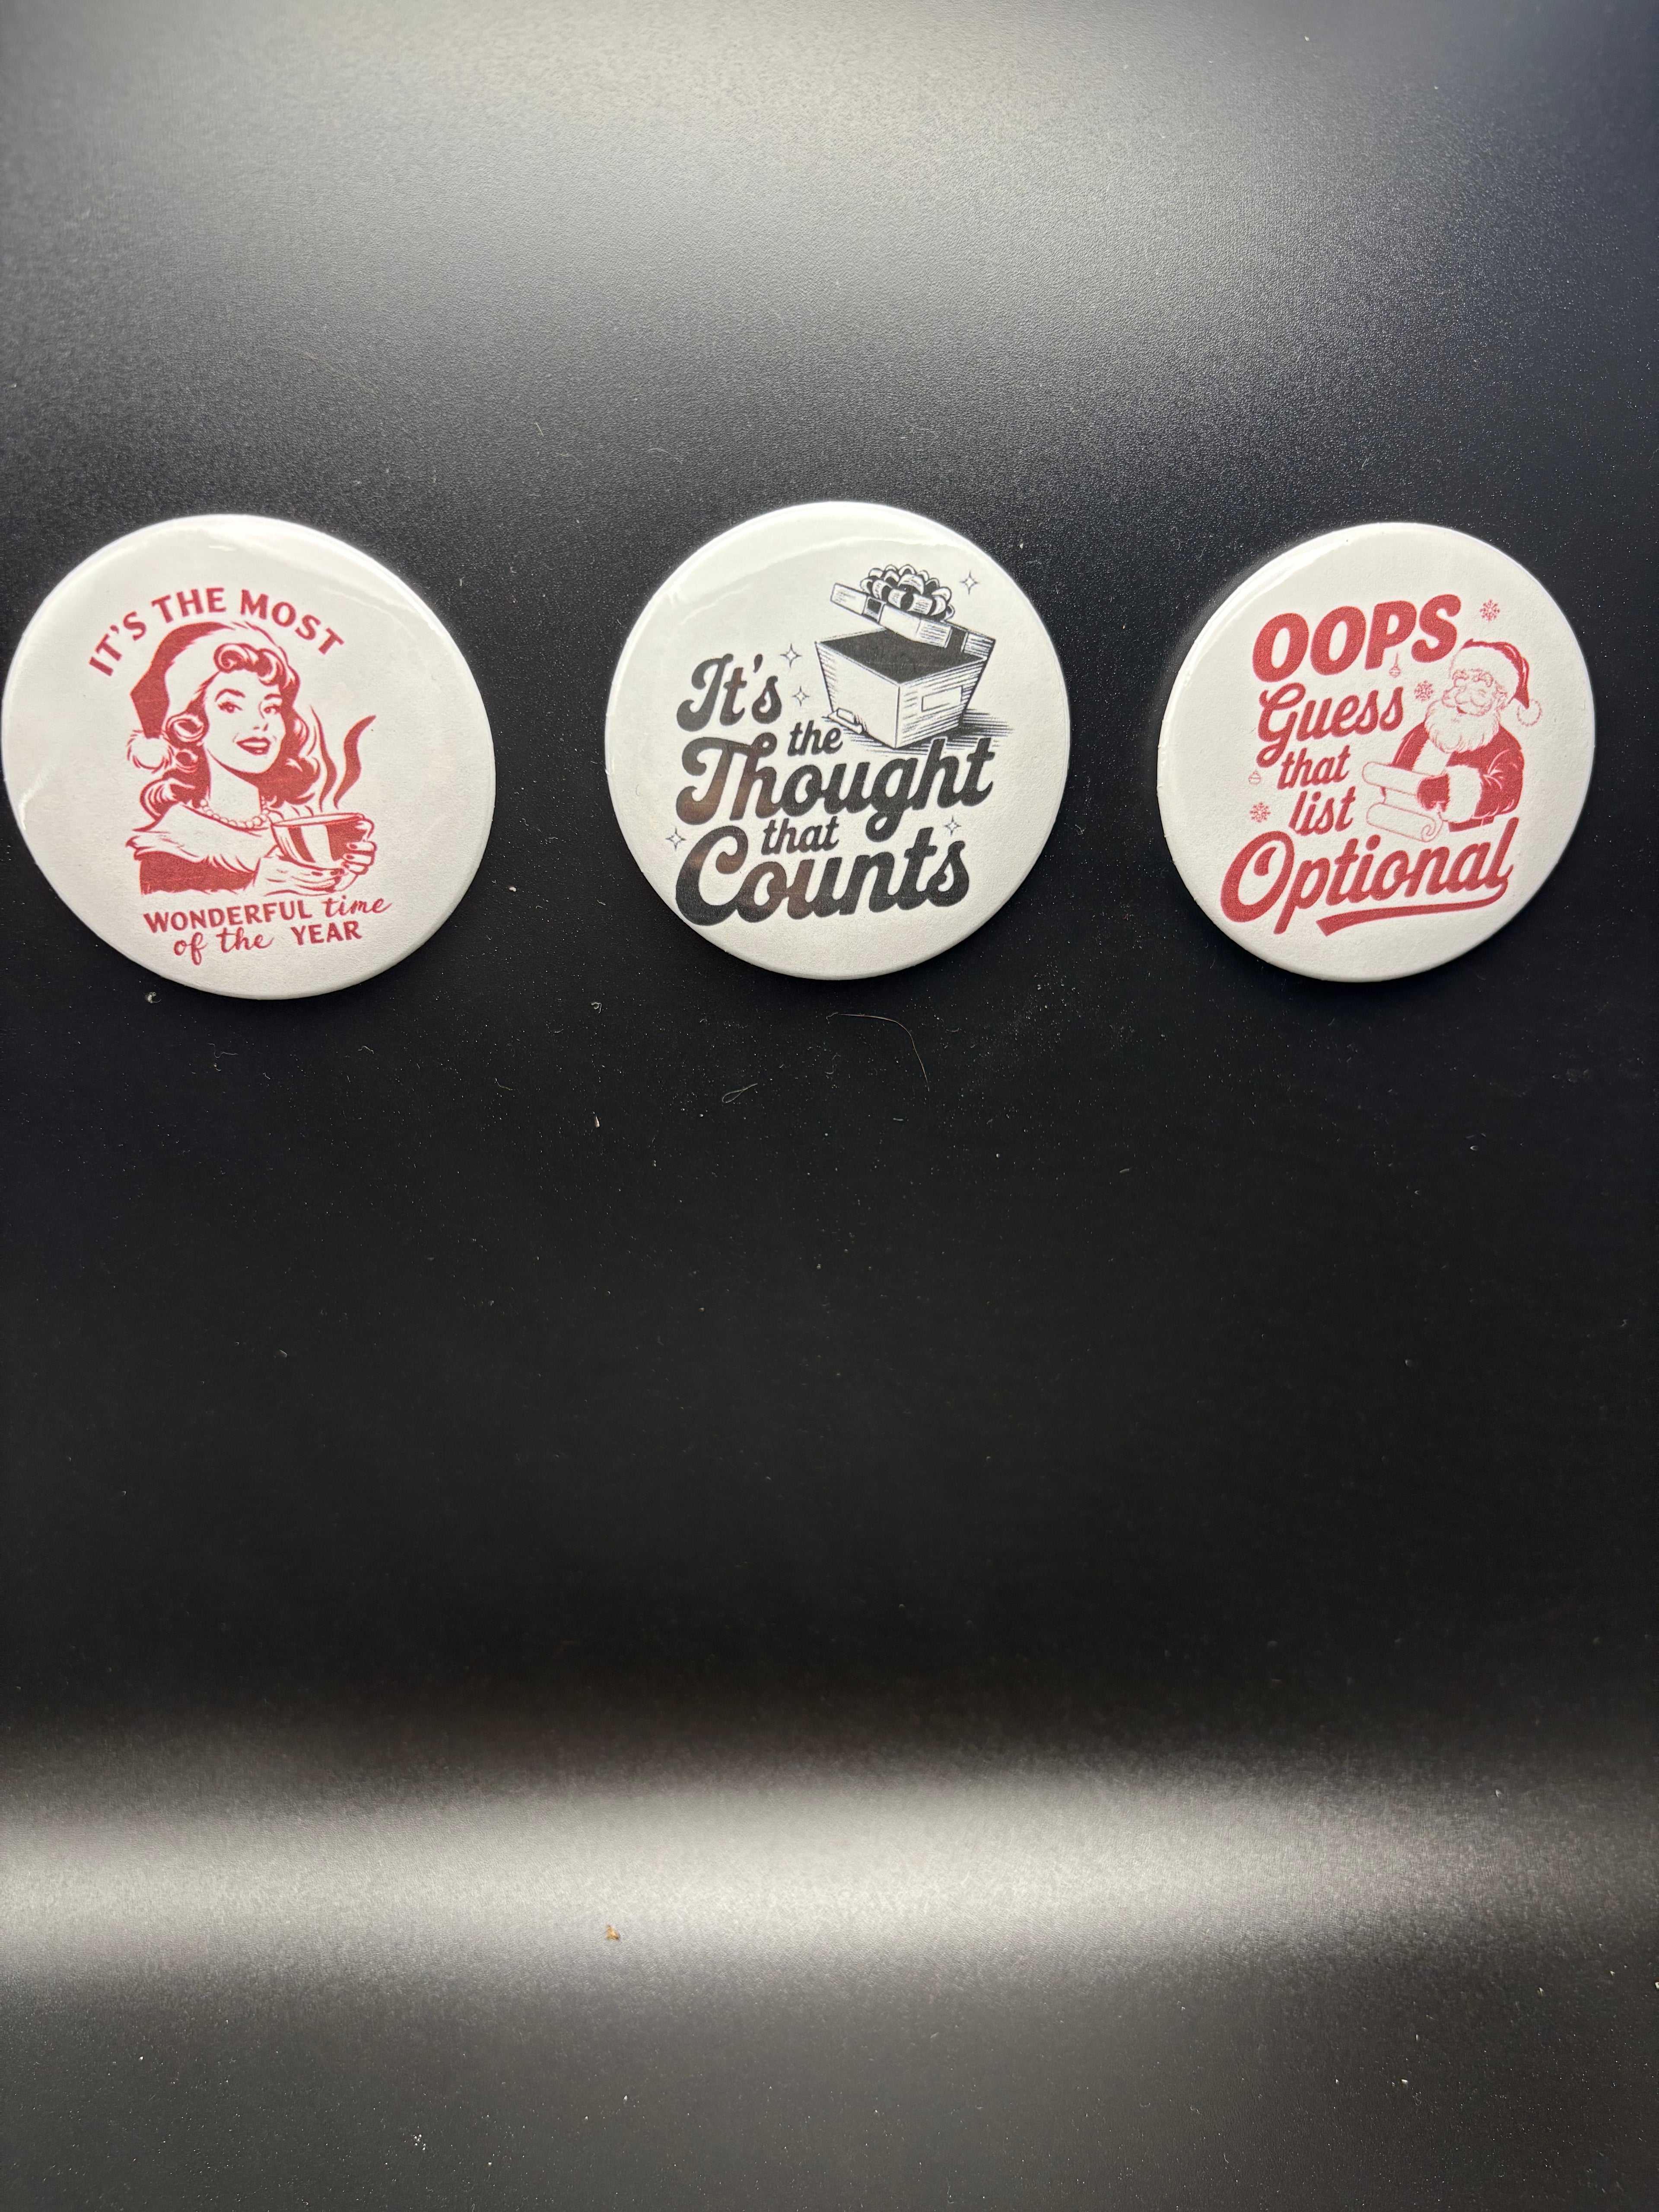 IT'S THE MOST
WONDERFUL time
of the YEAR
It's
the
Thought
that
Counts
OOPS
Guess
that
list
Optional